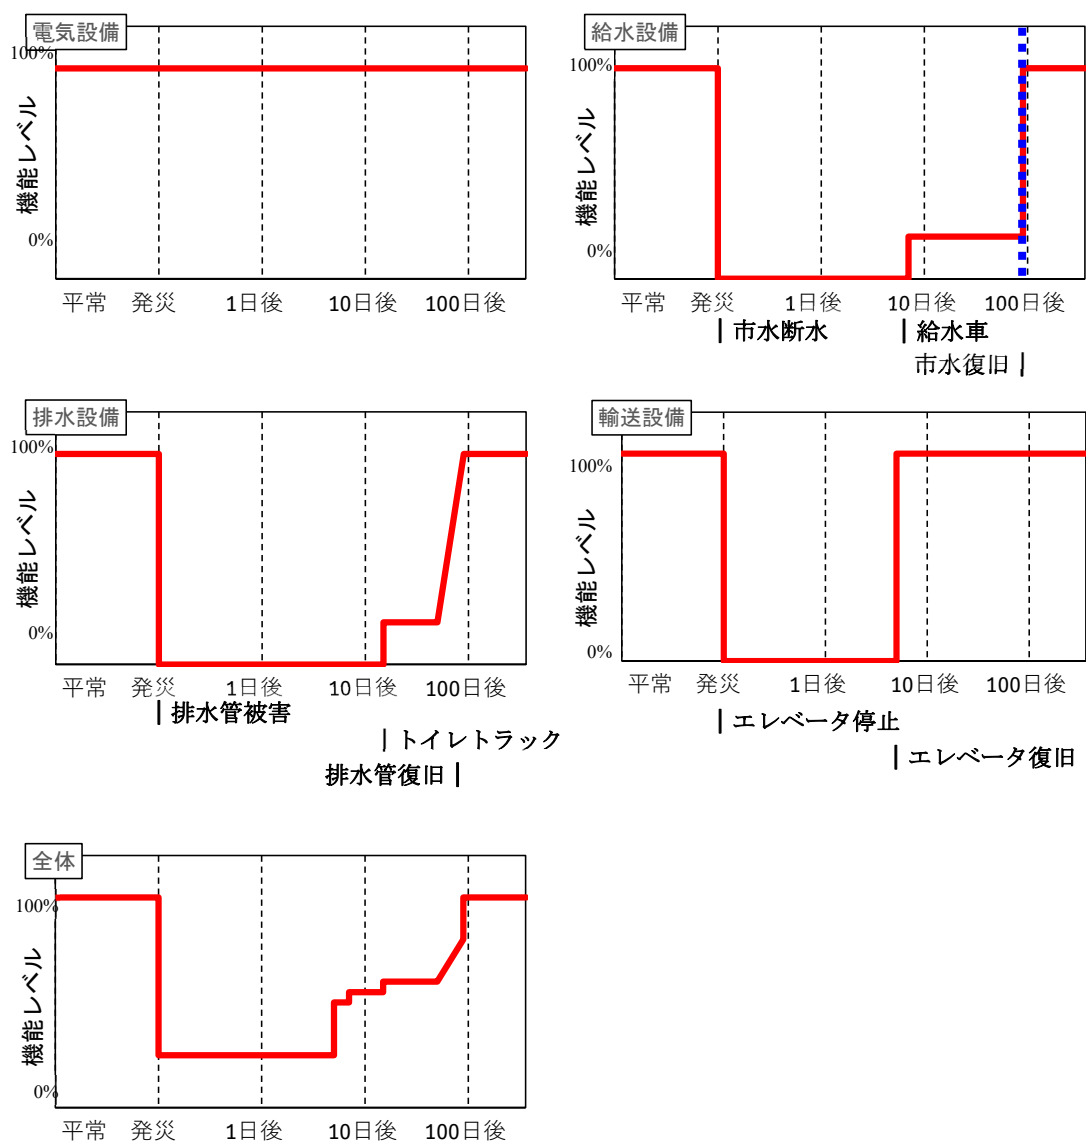 電気設備
100%
機能レベル
0%
平常 発災 1日後 10日後 100日後
給水設備
100%
機能レベル
0%
平常 発災 1日後 10日後 100日後
市水断水 給水車
市水復旧
排水設備
100%
機能レベル
0%
平常 発災 1日後 10日後 100日後
排水管被害
トイレトラック
排水管復旧
輸送設備
100%
機能レベル
0%
平常 発災 1日後 10日後 100日後
エレベータ停止
エレベータ復旧
全体
100%
機能レベル
0%
平常 発災 1日後 10日後 100日後